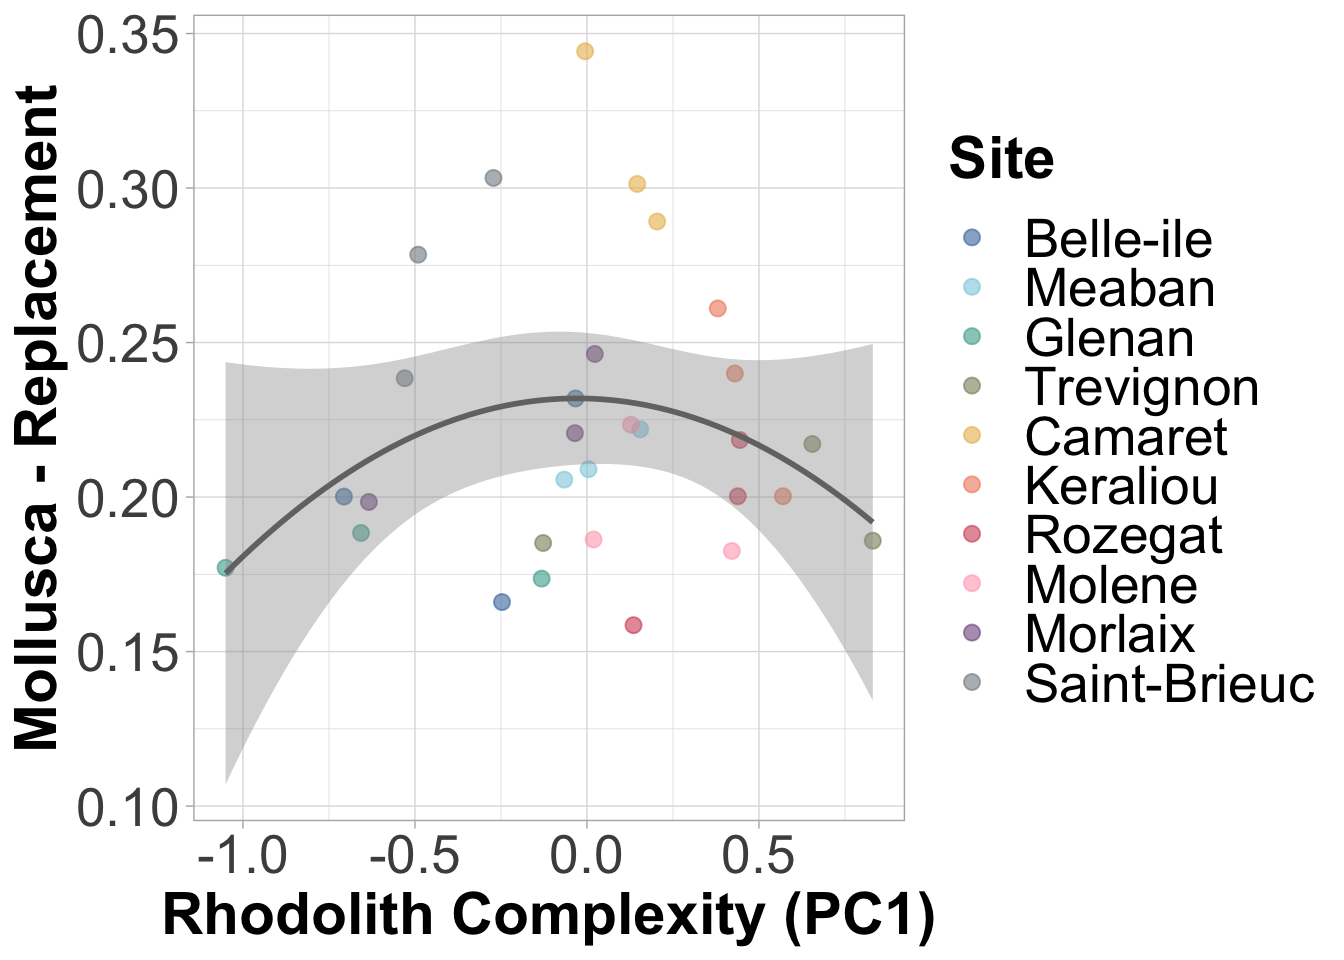 Mollusca - Replacement
0.35
0.30
0.25
0.20
0.15
0.10
-1.0 -0.5 0.0 0.5
Rhodolith Complexity (PC1)
Site
Belle-ile
Meaban
Glenan
Trevignon
Camaret
Keraliou
Rozegat
Molene
Morlaix
Saint-Brieuc